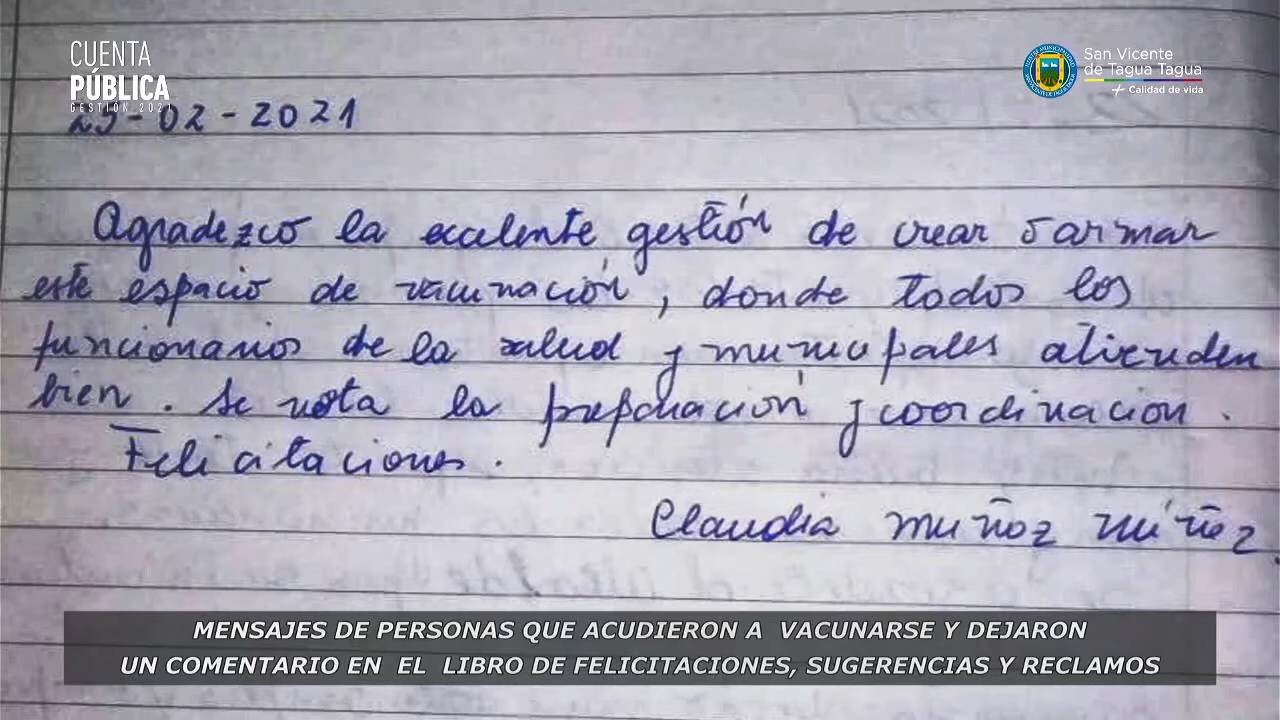 CUENTA
PÚBLICA
GESTIÓN 2021
San Vicente
de Tagua Tagua
+ Calidad de vida
-02-2021
Agradezco la excelente gestión de crear armar
este espacio de vacunación, donde todos los
funcionarios de la salud y municipales atienden
bien. Se nota la preparación y coordinación.
Felicitaciones.
Claudia Muñoz Núñez
MENSAJES DE PERSONAS QUE ACUDIERON A VACUNARSE Y DEJARON
UN COMENTARIO EN EL LIBRO DE FELICITACIONES, SUGERENCIAS Y RECLAMOS